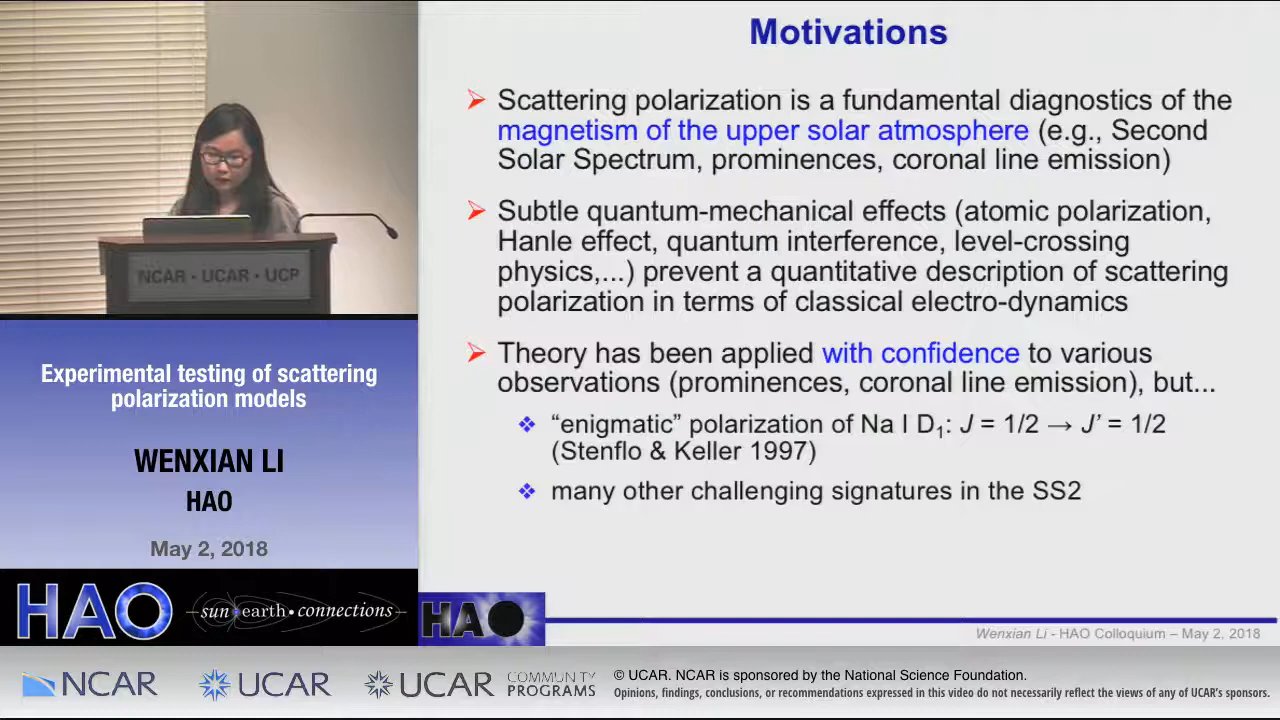 NCAR · UCAR · UCP
Experimental testing of scattering
polarization models
WENXIAN LI
HAO
May 2, 2018
HAO
sun • earth • connections
Motivations
➢ Scattering polarization is a fundamental diagnostics of the
magnetism of the upper solar atmosphere (e.g., Second
Solar Spectrum, prominences, coronal line emission)
➢ Subtle quantum-mechanical effects (atomic polarization,
Hanle effect, quantum interference, level-crossing
physics,...) prevent a quantitative description of scattering
polarization in terms of classical electro-dynamics
➢ Theory has been applied with confidence to various
observations (prominences, coronal line emission), but...
❖ “enigmatic” polarization of Na I D₁: J = 1/2 → J’ = 1/2
(Stenflo & Keller 1997)
❖ many other challenging signatures in the SS2
HAO
Wenxian Li - HAO Colloquium – May 2, 2018
NCAR
UCAR
UCAR
COMMUNITY
PROGRAMS
© UCAR. NCAR is sponsored by the National Science Foundation.
Opinions, findings, conclusions, or recommendations expressed in this video do not necessarily reflect the views of any of UCAR's sponsors.